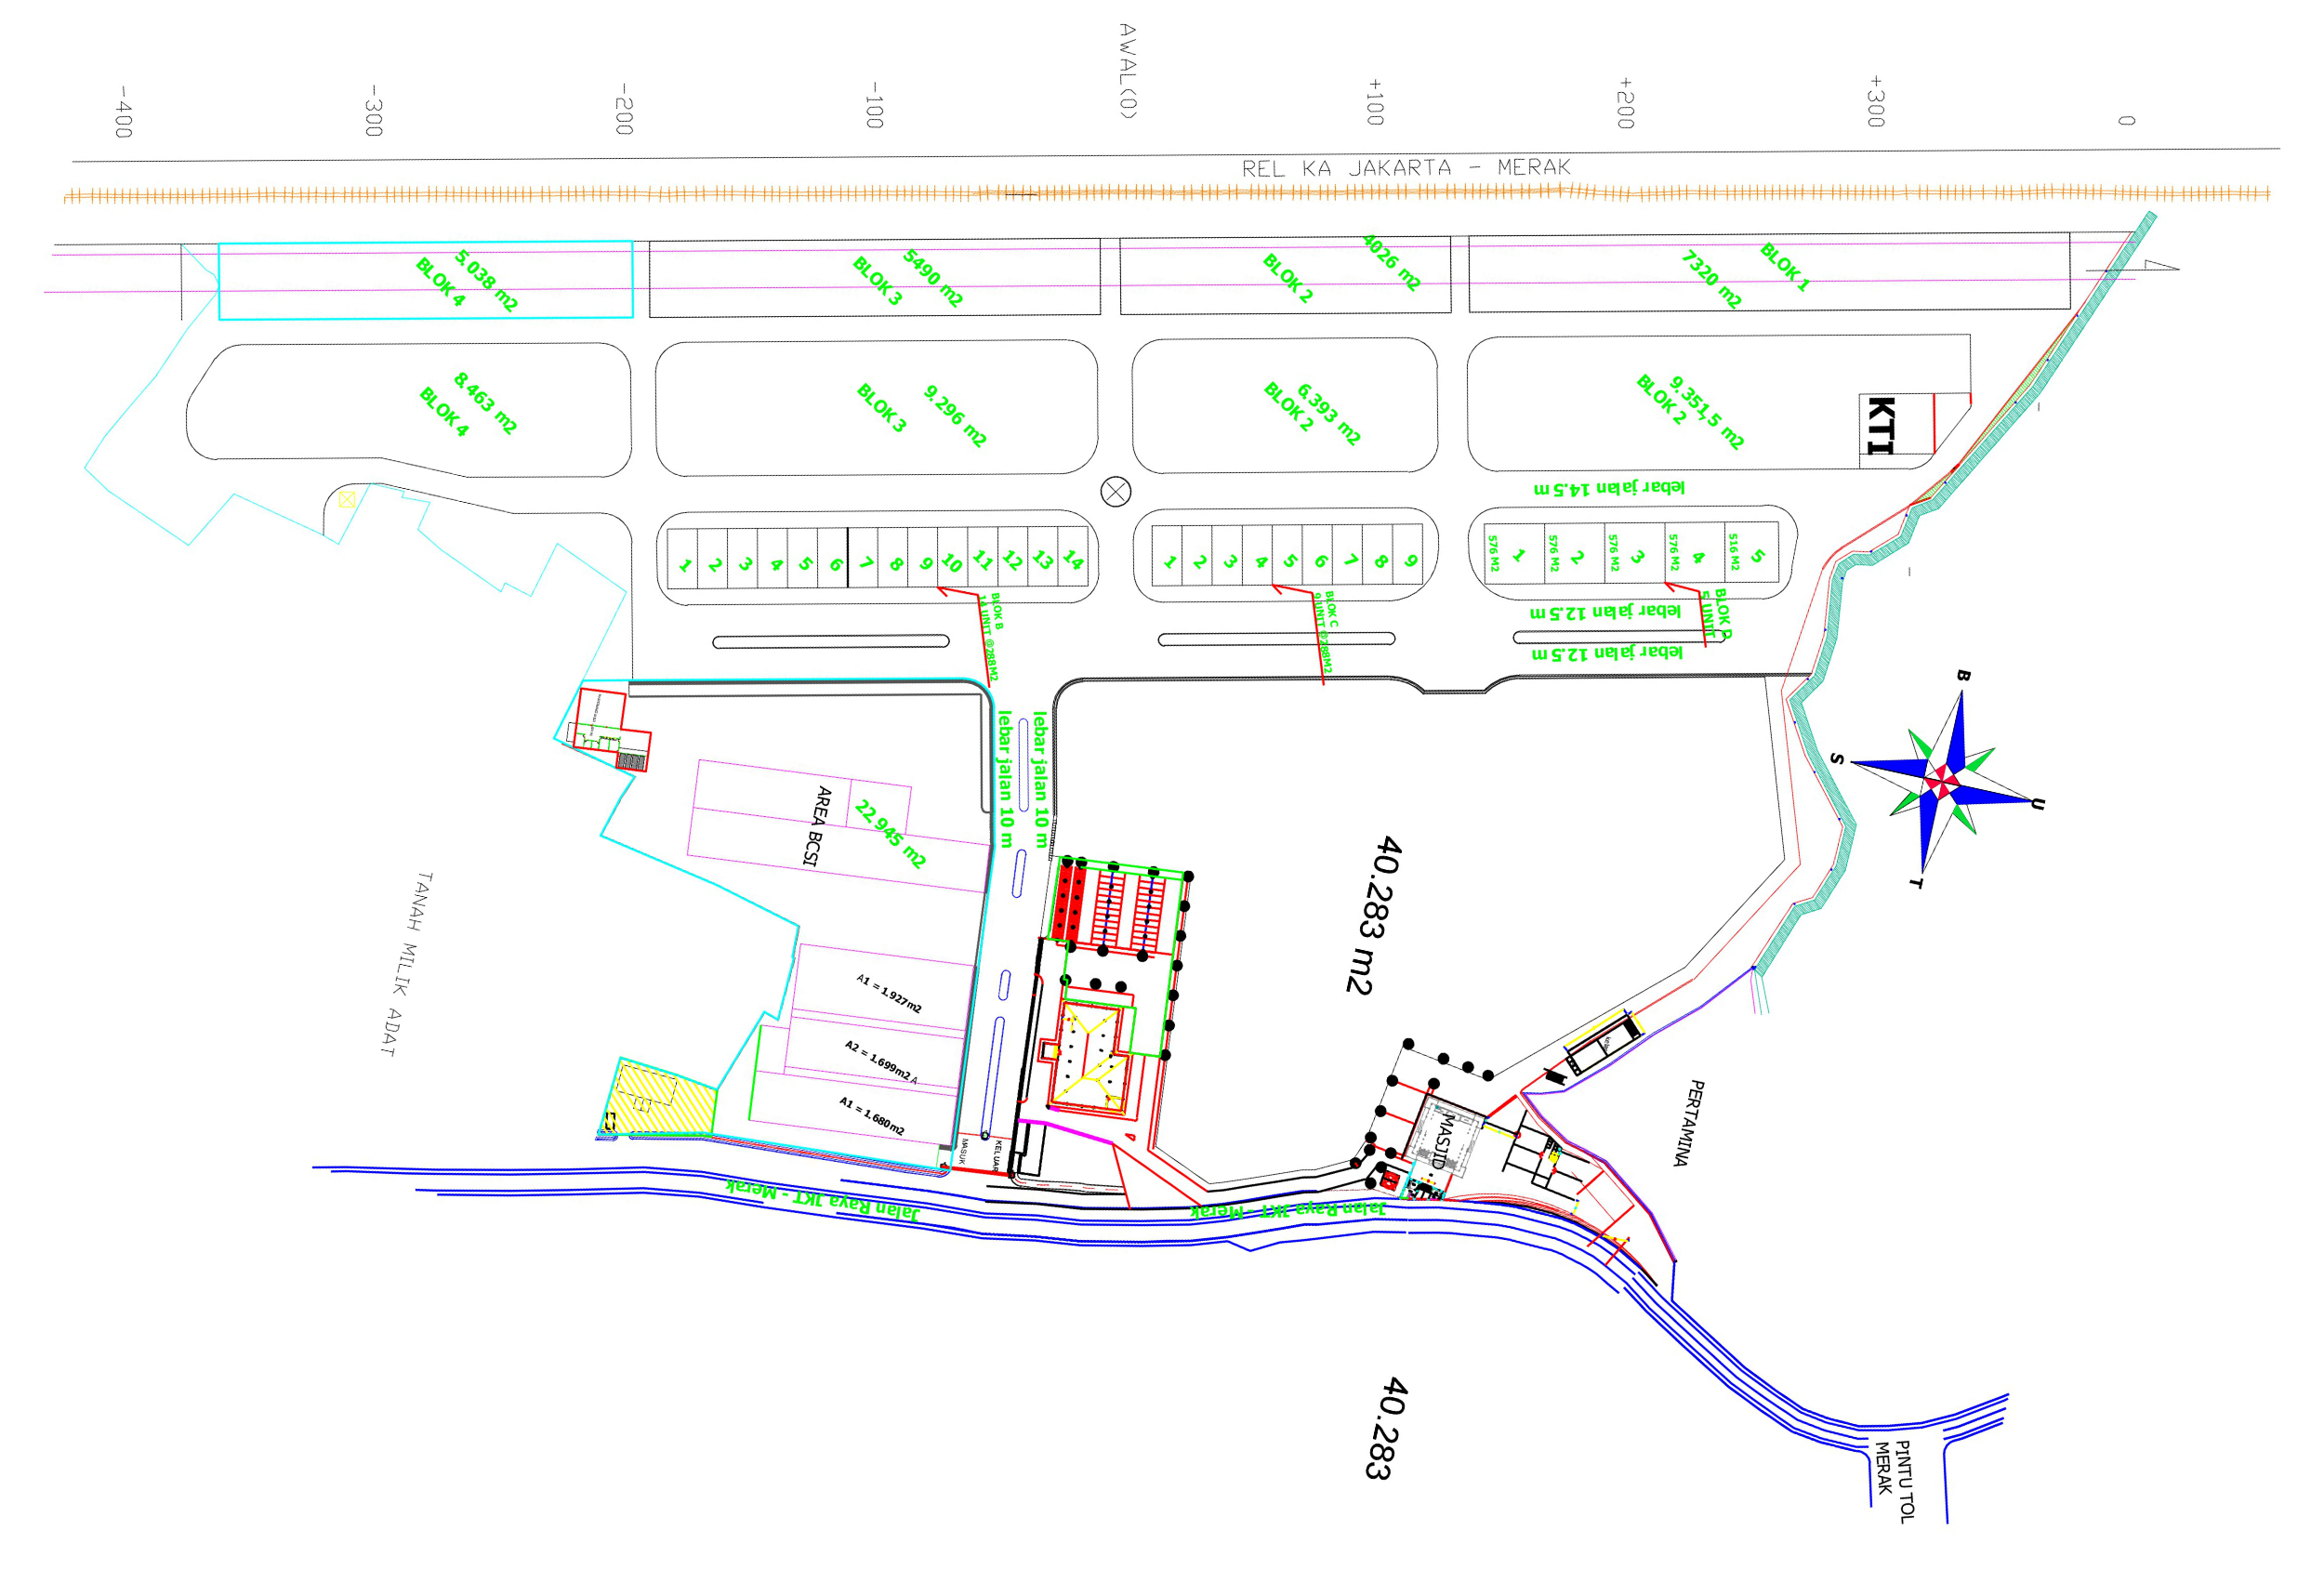 AWAL(0)
-400
-300
-200
-100
+100
+200
+300
0
REL KA JAKARTA - MERAK
5.038 m2
BLOK 4
5490 m2
BLOK 3
4026 m2
BLOK 2
BLOK 1
7320 m2
8.463 m2
BLOK 4
9.296 m2
BLOK 3
6.393 m2
BLOK 2
9.351,5 m2
BLOK 2
KTI
lebar jalan 14.5 m
1
2
3
4
5
6
7
8
9
10
11
12
13
14
1
2
3
4
5
6
7
8
9
576 M2
1
576 M2
2
576 M2
3
576 M2
4
516 M2
5
BLOK B
14 UNIT @288M2
BLOK C
9 UNIT @288M2
BLOK D
5 UNIT
lebar jalan 12.5 m
lebar jalan 12.5 m
lebar jalan 10 m
lebar jalan 10 m
B
S
U
T
AREA BCSI
22.945 m2
40.283 m2
TANAH MILIK ADAT
A1 = 1.927m2
A2 = 1.699m2 A
A1 = 1.680m2
MASUK
KELUAR
MASJID
PERTAMINA
Jalan Raya JKT - Merak
Jalan Raya JKT - Merak
40.283
PINTU TOL
MERAK